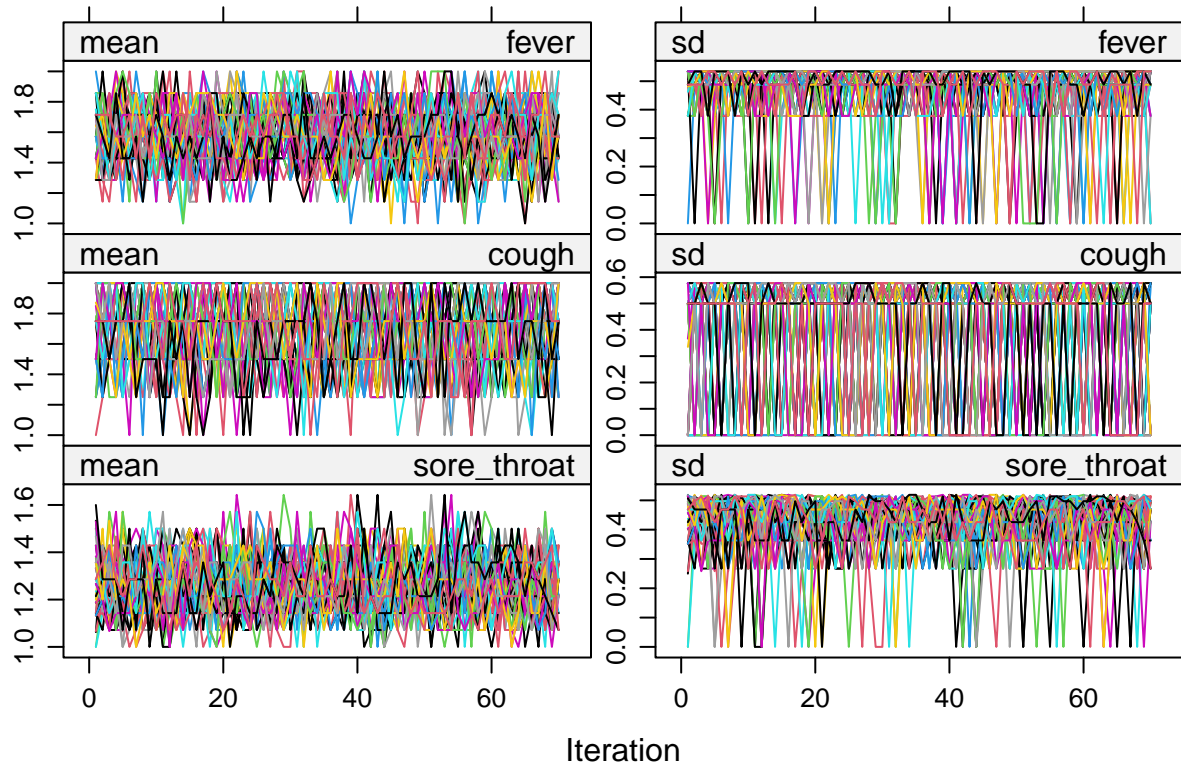 mean fever sd fever
1.0 1.4 1.8 0.0 0.2 0.4
mean cough sd cough
1.0 1.4 1.8 0.0 0.2 0.4 0.6
mean sore_throat sd sore_throat
1.0 1.2 1.4 1.6 0.0 0.2 0.4
0 20 40 60 0 20 40 60
Iteration